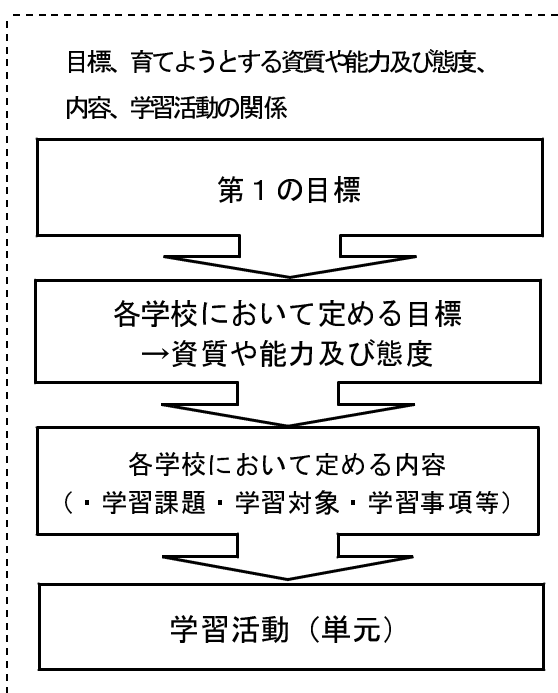 目標、育てようとする資質や能力及び態度、
内容、学習活動の関係
第１の目標
各学校において定める目標
→資質や能力及び態度
各学校において定める内容
（・学習課題・学習対象・学習事項等）
学習活動（単元）